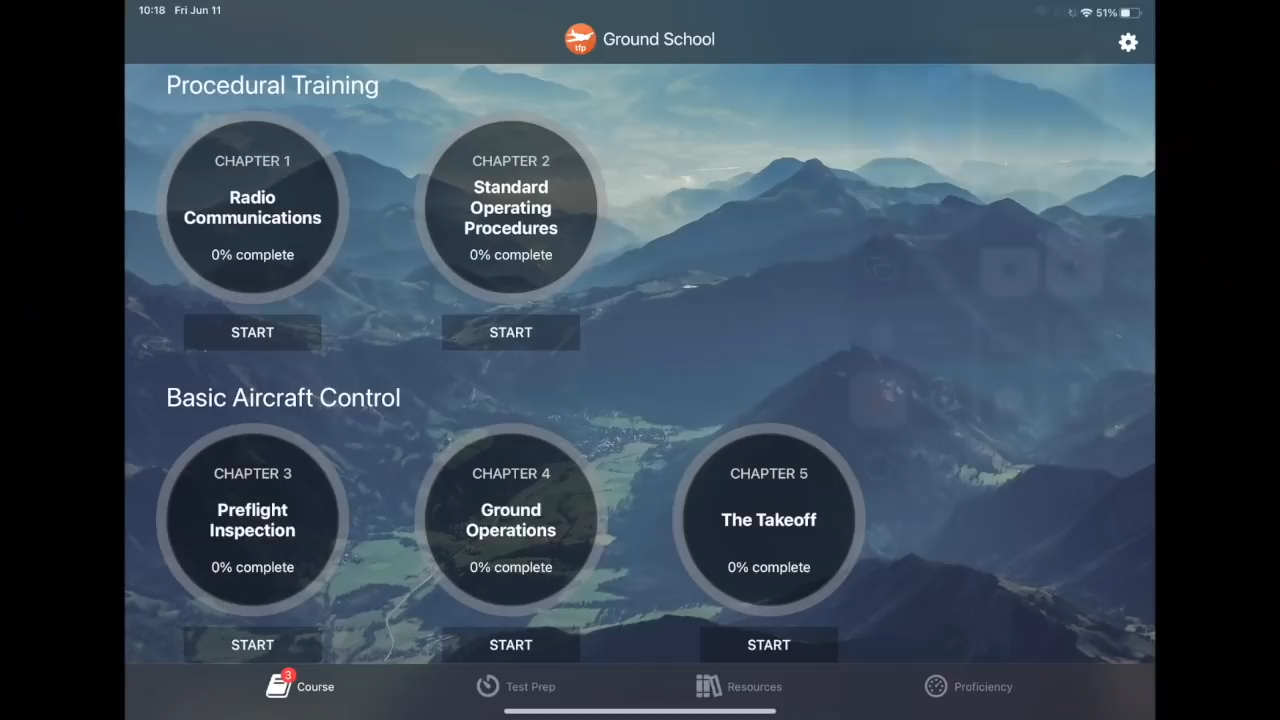 10:18 Fri Jun 11
51%
tfp
Ground School
Procedural Training
CHAPTER 1
Radio
Communications
0% complete
START
CHAPTER 2
Standard
Operating
Procedures
0% complete
START
Basic Aircraft Control
CHAPTER 3
Preflight
Inspection
0% complete
START
CHAPTER 4
Ground
Operations
0% complete
START
CHAPTER 5
The Takeoff
0% complete
START
3
Course
Test Prep
Resources
Proficiency